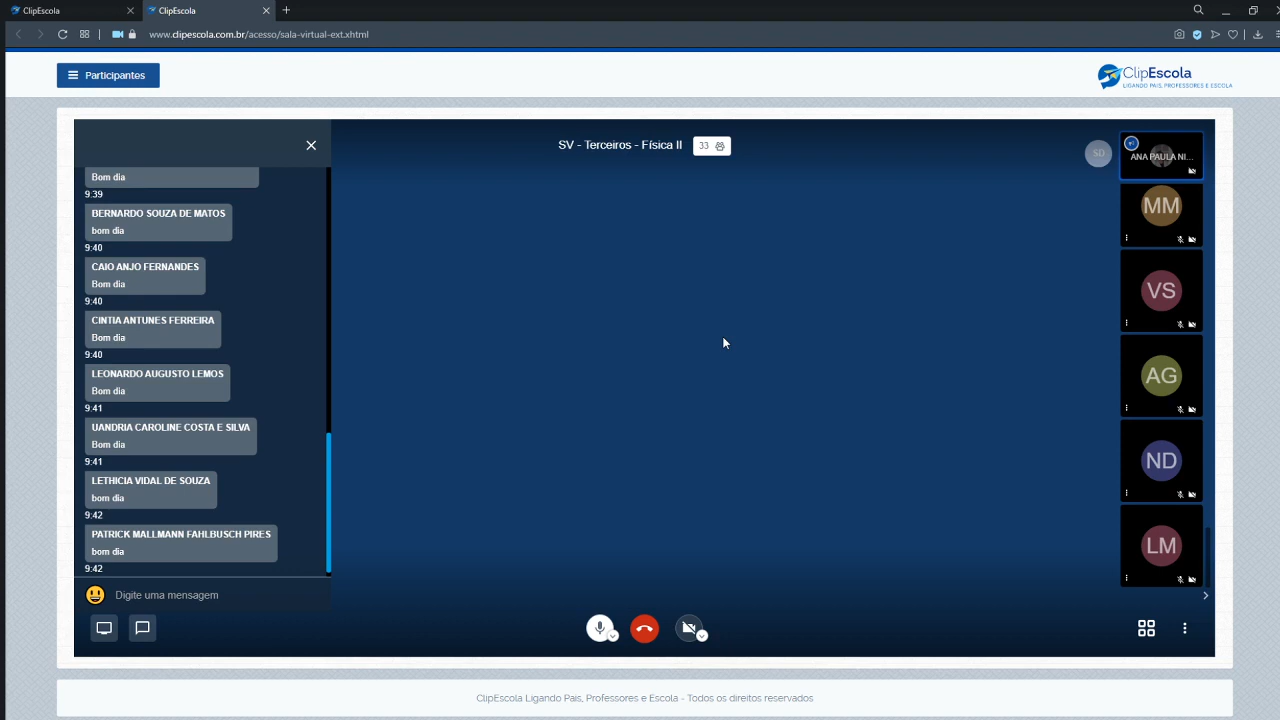 ClipEscola
ClipEscola
www.clipescola.com.br/acesso/sala-virtual-ext.xhtml
Participantes
ClipEscola
LIGANDO PAIS, PROFESSORES E ESCOLA
SV - Terceiros - Física II
33
SD
ANA PAULA NI...
Bom dia
9:39
BERNARDO SOUZA DE MATOS
bom dia
9:40
CAIO ANJO FERNANDES
Bom dia
9:40
CINTIA ANTUNES FERREIRA
Bom dia
9:40
LEONARDO AUGUSTO LEMOS
Bom dia
9:41
UANDRIA CAROLINE COSTA E SILVA
Bom dia
9:41
LETHICIA VIDAL DE SOUZA
bom dia
9:42
PATRICK MALLMANN FAHLBUSCH PIRES
bom dia
9:42
Digite uma mensagem
MM
VS
AG
ND
LM
ClipEscola Ligando Pais, Professores e Escola - Todos os direitos reservados